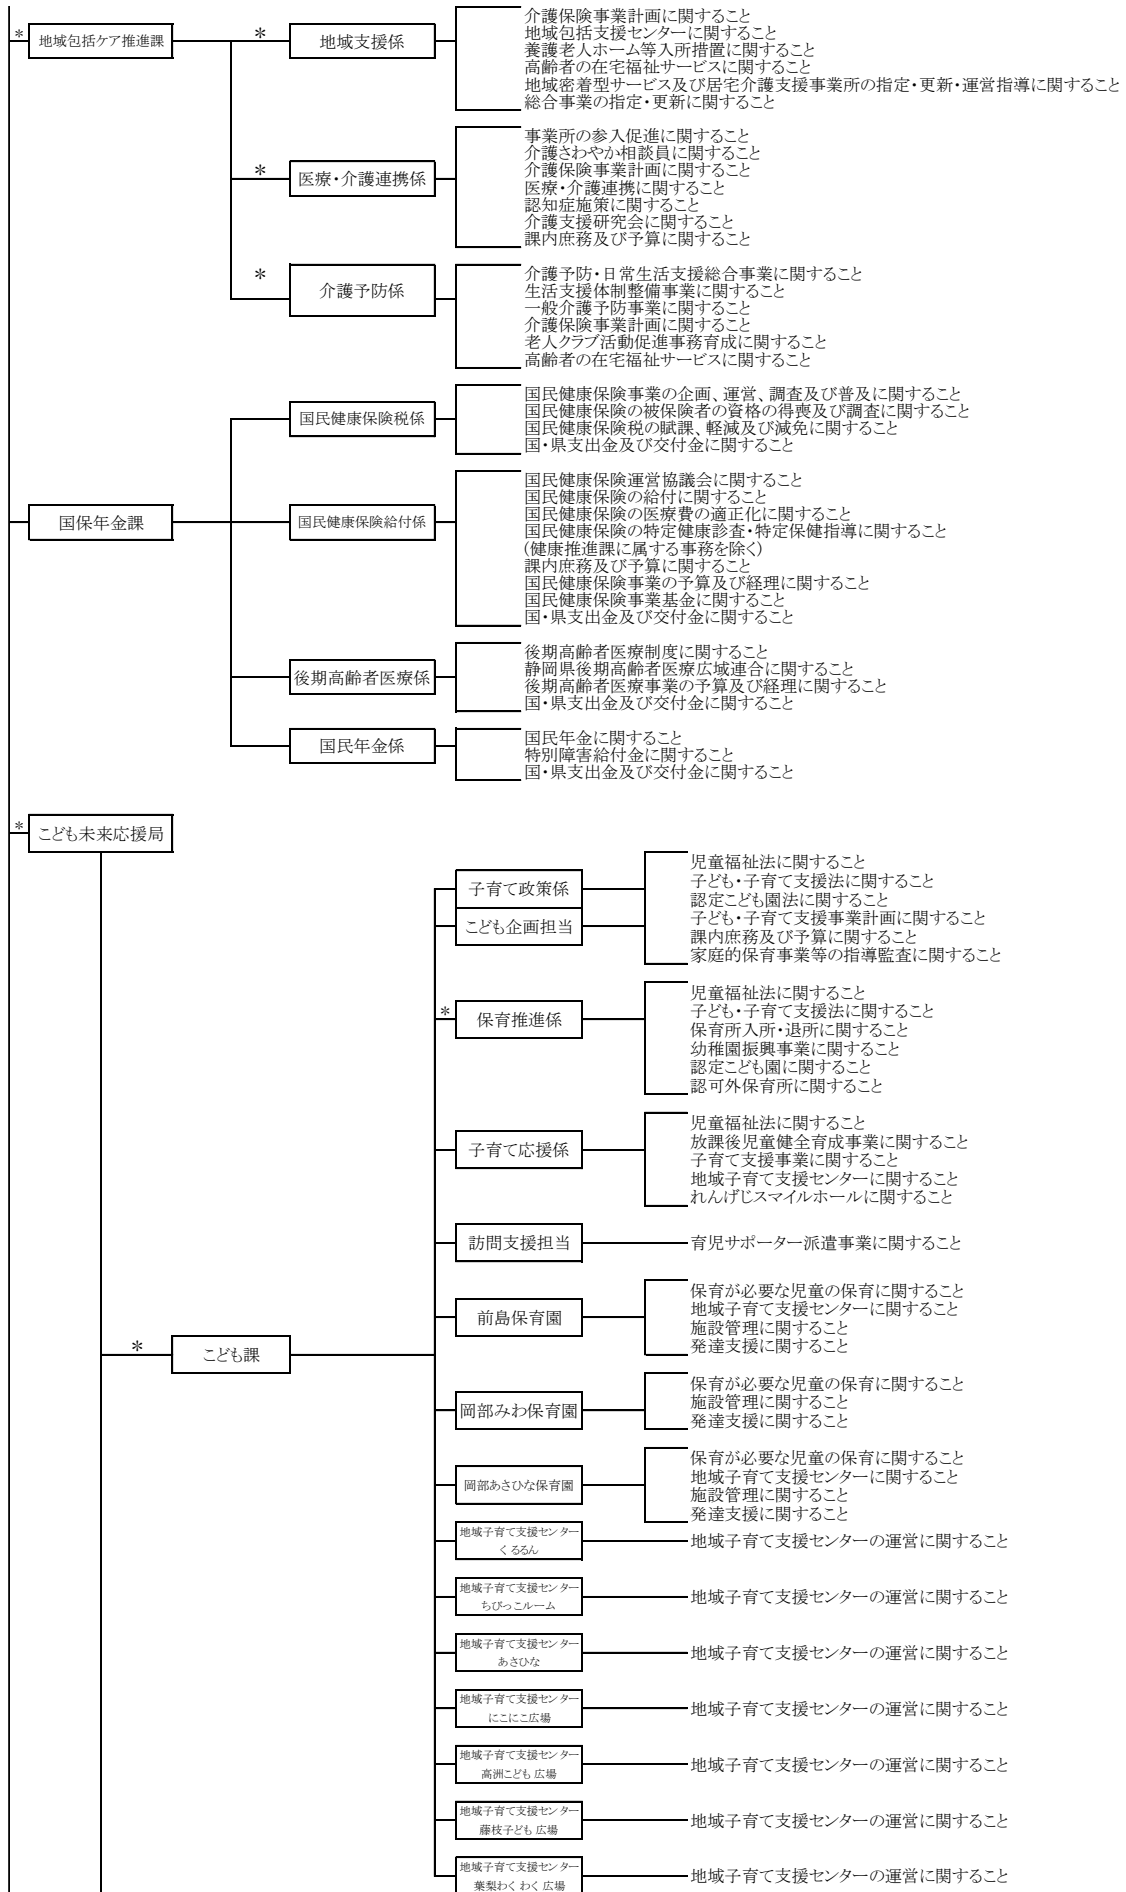 * 地域包括ケア推進課
* 地域支援係
介護保険事業計画に関すること
地域包括支援センターに関すること
養護老人ホーム等入所措置に関すること
高齢者の在宅福祉サービスに関すること
地域密着型サービス及び居宅介護支援事業所の指定・更新・運営指導に関すること
総合事業の指定・更新に関すること
* 医療・介護連携係
事業所の参入促進に関すること
介護さわやか相談員に関すること
介護保険事業計画に関すること
医療・介護連携に関すること
認知症施策に関すること
介護支援研究会に関すること
課内庶務及び予算に関すること
* 介護予防係
介護予防・日常生活支援総合事業に関すること
生活支援体制整備事業に関すること
一般介護予防事業に関すること
介護保険事業計画に関すること
老人クラブ活動促進事務育成に関すること
高齢者の在宅福祉サービスに関すること
国保年金課
国民健康保険税係
国民健康保険事業の企画、運営、調査及び普及に関すること
国民健康保険の被保険者の資格の得喪及び調査に関すること
国民健康保険税の賦課、軽減及び減免に関すること
国・県支出金及び交付金に関すること
国民健康保険給付係
国民健康保険運営協議会に関すること
国民健康保険の給付に関すること
国民健康保険の医療費の適正化に関すること
国民健康保険の特定健康診査・特定保健指導に関すること
(健康推進課に属する事務を除く)
課内庶務及び予算に関すること
国民健康保険事業の予算及び経理に関すること
国民健康保険事業基金に関すること
国・県支出金及び交付金に関すること
後期高齢者医療係
後期高齢者医療制度に関すること
静岡県後期高齢者医療広域連合に関すること
後期高齢者医療事業の予算及び経理に関すること
国・県支出金及び交付金に関すること
国民年金係
国民年金に関すること
特別障害給付金に関すること
国・県支出金及び交付金に関すること
* こども未来応援局
* こども課
子育て政策係
こども企画担当
児童福祉法に関すること
子ども・子育て支援法に関すること
認定こども園法に関すること
子ども・子育て支援事業計画に関すること
課内庶務及び予算に関すること
家庭的保育事業等の指導監査に関すること
* 保育推進係
児童福祉法に関すること
子ども・子育て支援法に関すること
保育所入所・退所に関すること
幼稚園振興事業に関すること
認定こども園に関すること
認可外保育所に関すること
子育て応援係
児童福祉法に関すること
放課後児童健全育成事業に関すること
子育て支援事業に関すること
地域子育て支援センターに関すること
れんげじスマイルホールに関すること
訪問支援担当
育児サポーター派遣事業に関すること
前島保育園
保育が必要な児童の保育に関すること
地域子育て支援センターに関すること
施設管理に関すること
発達支援に関すること
岡部みわ保育園
保育が必要な児童の保育に関すること
施設管理に関すること
発達支援に関すること
岡部あさひな保育園
保育が必要な児童の保育に関すること
地域子育て支援センターに関すること
施設管理に関すること
発達支援に関すること
地域子育て支援センター
くるるん
地域子育て支援センターの運営に関すること
地域子育て支援センター
ちびっこルーム
地域子育て支援センターの運営に関すること
地域子育て支援センター
あさひな
地域子育て支援センターの運営に関すること
地域子育て支援センター
にこにこ広場
地域子育て支援センターの運営に関すること
地域子育て支援センター
高洲こども広場
地域子育て支援センターの運営に関すること
地域子育て支援センター
藤枝子ども広場
地域子育て支援センターの運営に関すること
地域子育て支援センター
葉梨わくわく広場
地域子育て支援センターの運営に関すること